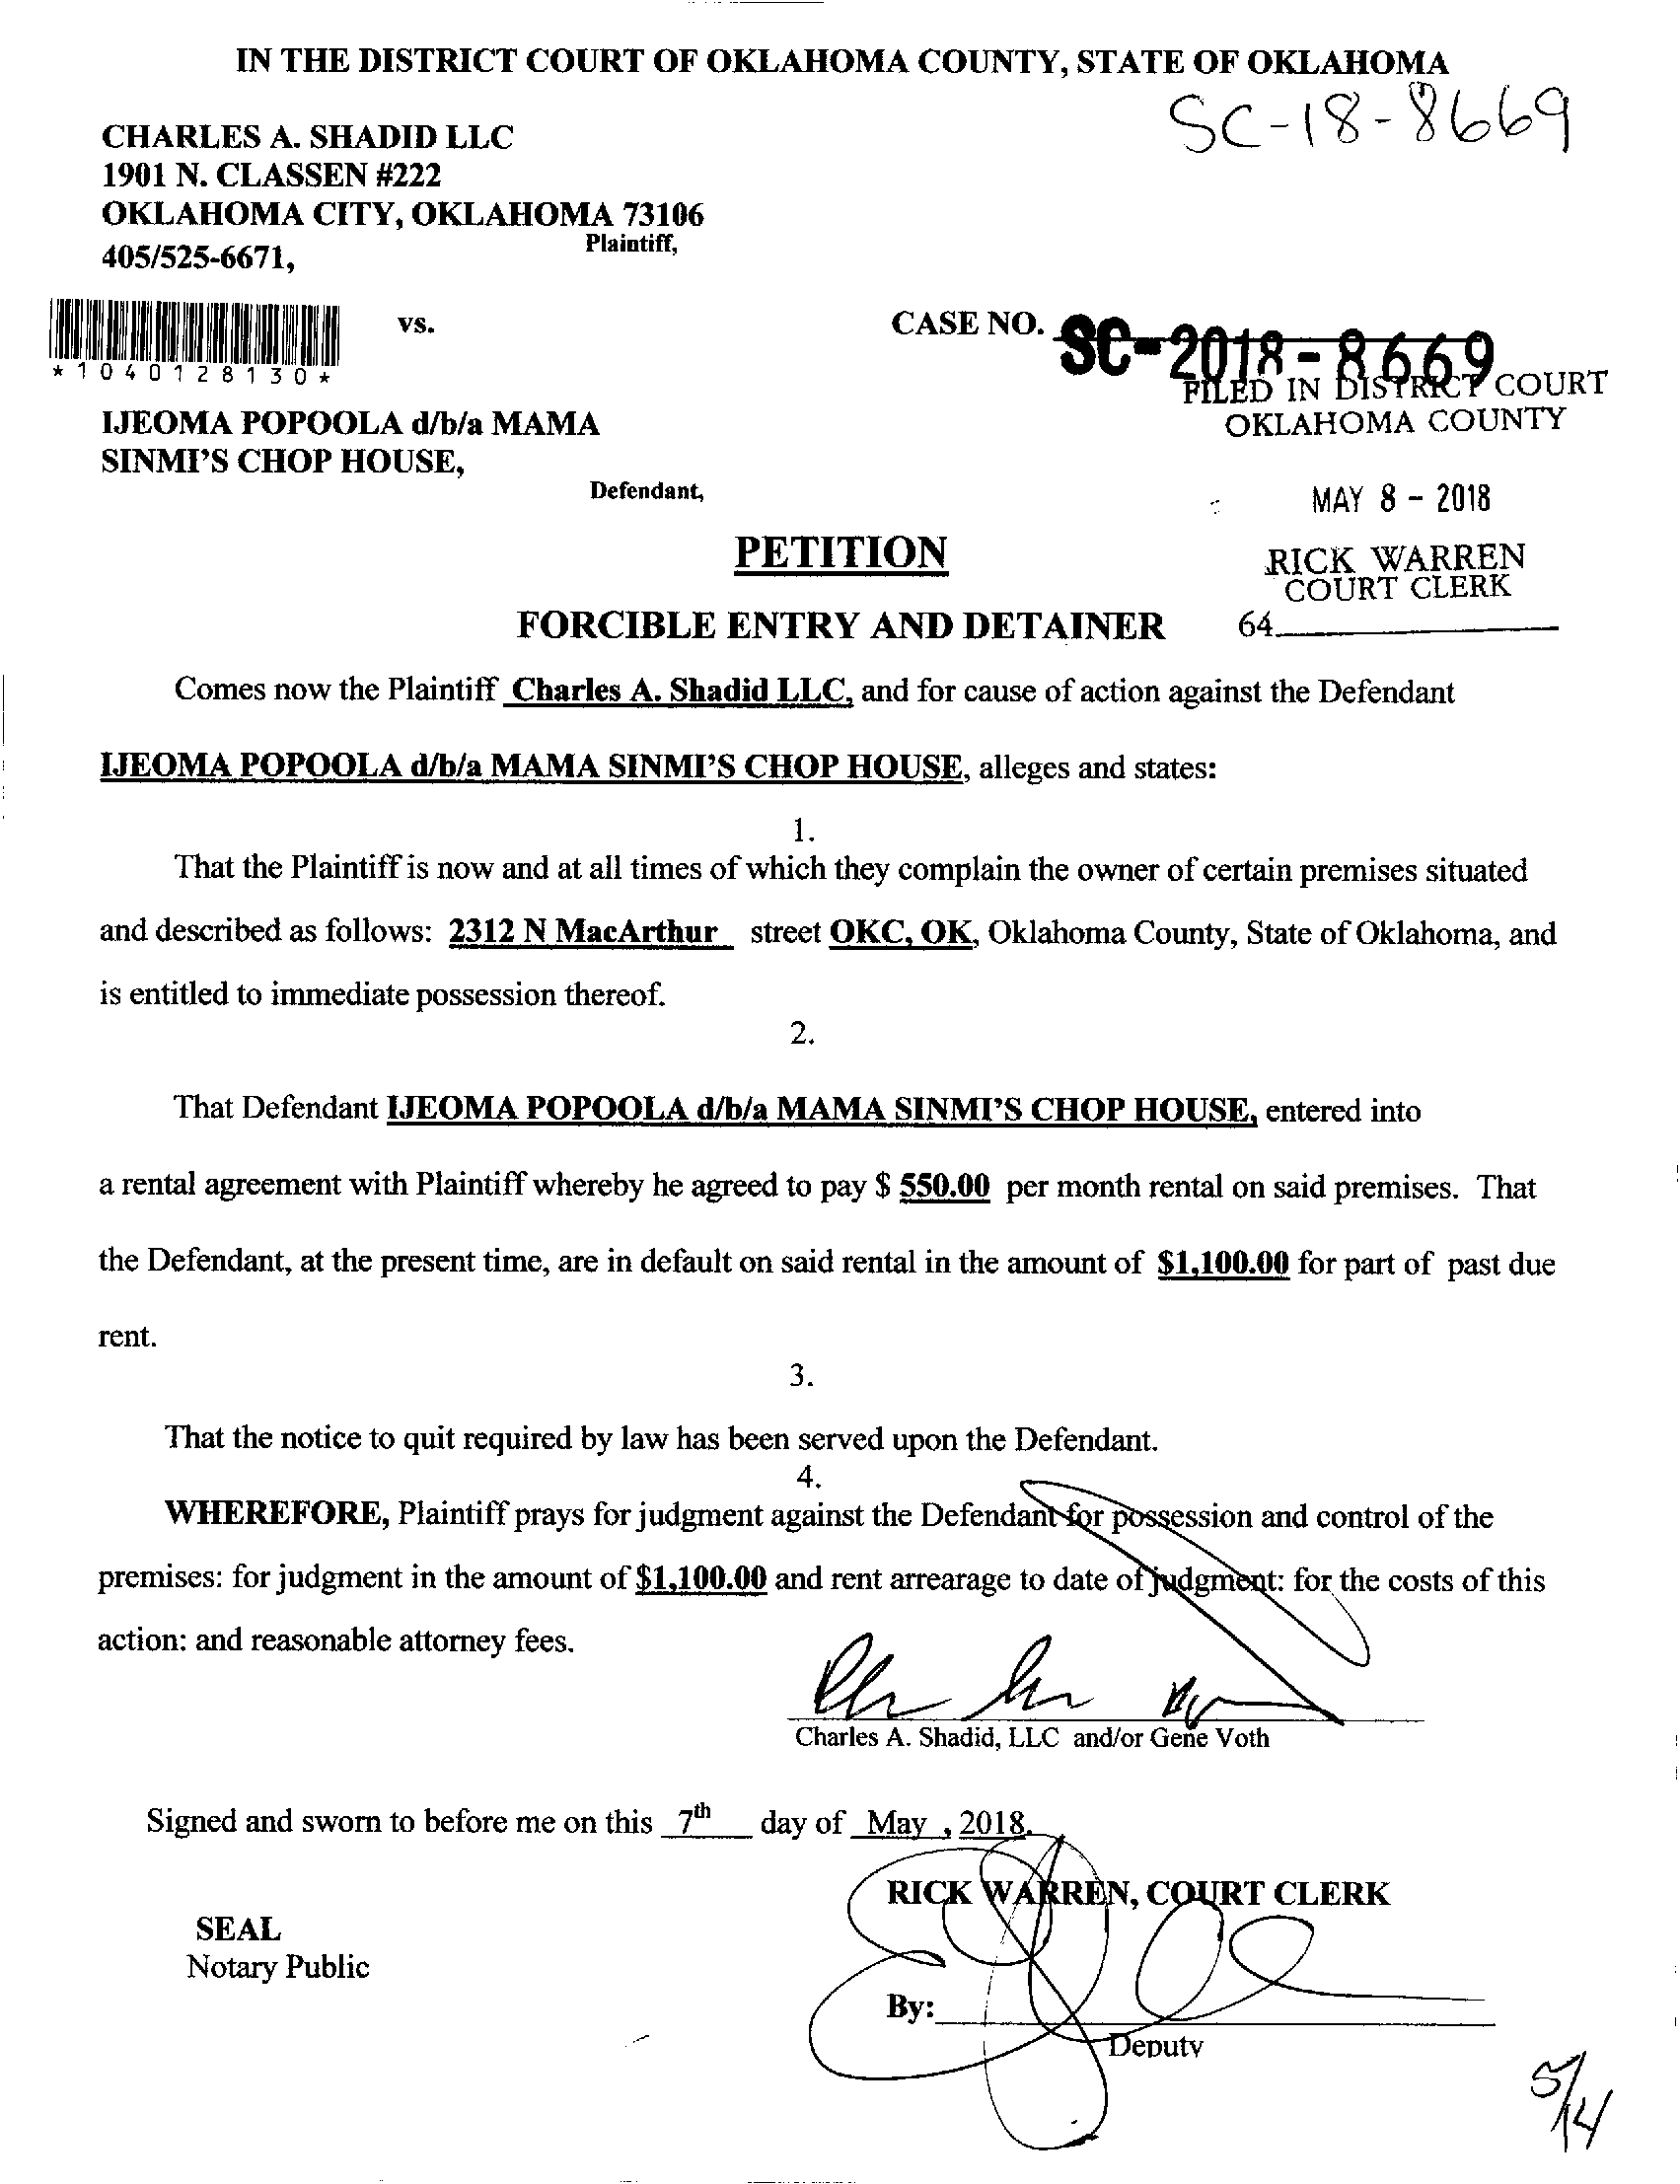 IN THE DISTRICT COURT OF OKLAHOMA COUNTY, STATE OF OKLAHOMA
SC-18-8669
CHARLES A. SHADID LLC
1901 N. CLASSEN #222
OKLAHOMA CITY, OKLAHOMA 73106
Plaintiff,
405/525-6671,
vs.
CASE NO. SC-2018-8669
*1040128130*
FILED IN DISTRICT COURT
OKLAHOMA COUNTY
IJEOMA POPOOLA d/b/a MAMA
SINMI'S CHOP HOUSE,
Defendant,
MAY 8 - 2018
PETITION
RICK WARREN
COURT CLERK
FORCIBLE ENTRY AND DETAINER
64
Comes now the Plaintiff Charles A. Shadid LLC, and for cause of action against the Defendant
IJEOMA POPOOLA d/b/a MAMA SINMI'S CHOP HOUSE, alleges and states:
1.
That the Plaintiff is now and at all times of which they complain the owner of certain premises situated
and described as follows: 2312 N MacArthur street OKC, OK, Oklahoma County, State of Oklahoma, and
is entitled to immediate possession thereof.
2.
That Defendant IJEOMA POPOOLA d/b/a MAMA SINMI'S CHOP HOUSE, entered into
a rental agreement with Plaintiff whereby he agreed to pay $ 550.00 per month rental on said premises. That
the Defendant, at the present time, are in default on said rental in the amount of $1,100.00 for part of past due
rent.
3.
That the notice to quit required by law has been served upon the Defendant.
4.
WHEREFORE, Plaintiff prays for judgment against the Defendant for possession and control of the
premises: for judgment in the amount of $1,100.00 and rent arrearage to date of judgment: for the costs of this
action: and reasonable attorney fees.
Charles A. Shadid, LLC and/or Gene Voth
Signed and sworn to before me on this 7th day of May , 2018.
RICK WARREN, COURT CLERK
SEAL
Notary Public
By:
Deputy
5/14